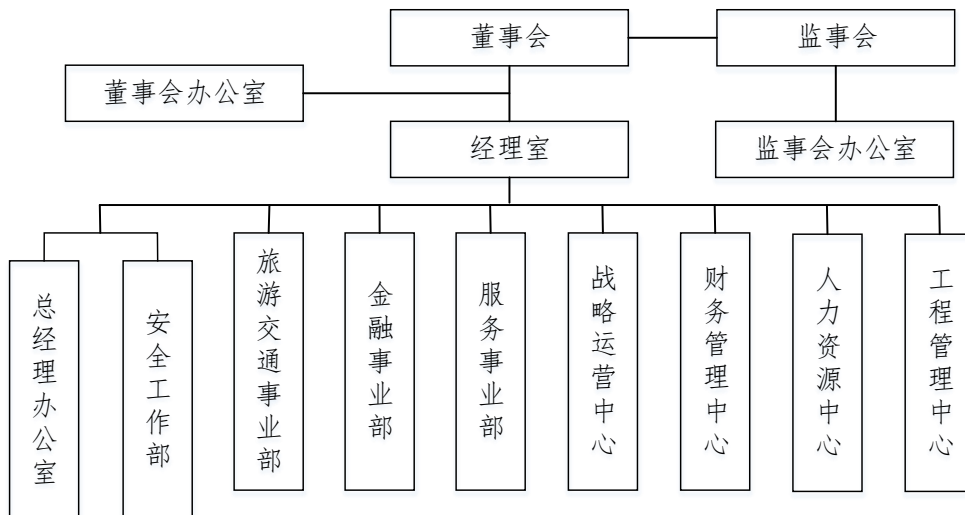 董事会
监事会
董事会办公室
经理室
监事会办公室
总经理办公室
安全工作部
旅游交通事业部
金融事业部
服务事业部
战略运营中心
财务管理中心
人力资源中心
工程管理中心